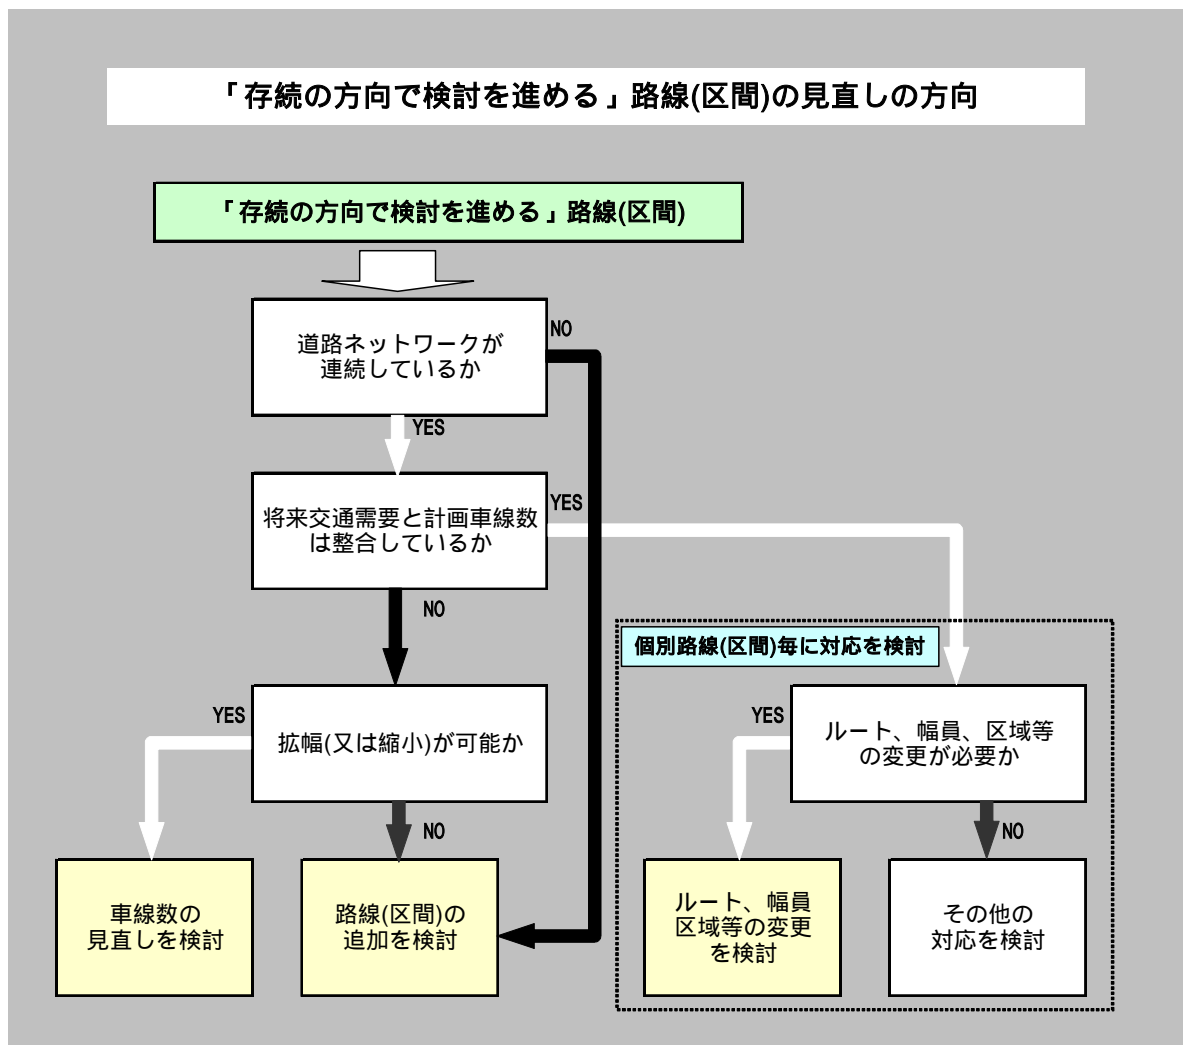 「存続の方向で検討を進める」路線(区間)の見直しの方向
「存続の方向で検討を進める」路線(区間)
道路ネットワークが
連続しているか
NO
YES
将来交通需要と計画車線数
は整合しているか
YES
NO
個別路線(区間)毎に対応を検討
YES
拡幅(又は縮小)が可能か
YES
ルート、幅員、区域等
の変更が必要か
NO
NO
車線数の
見直しを検討
路線(区間)の
追加を検討
ルート、幅員
区域等の変更
を検討
その他の
対応を検討